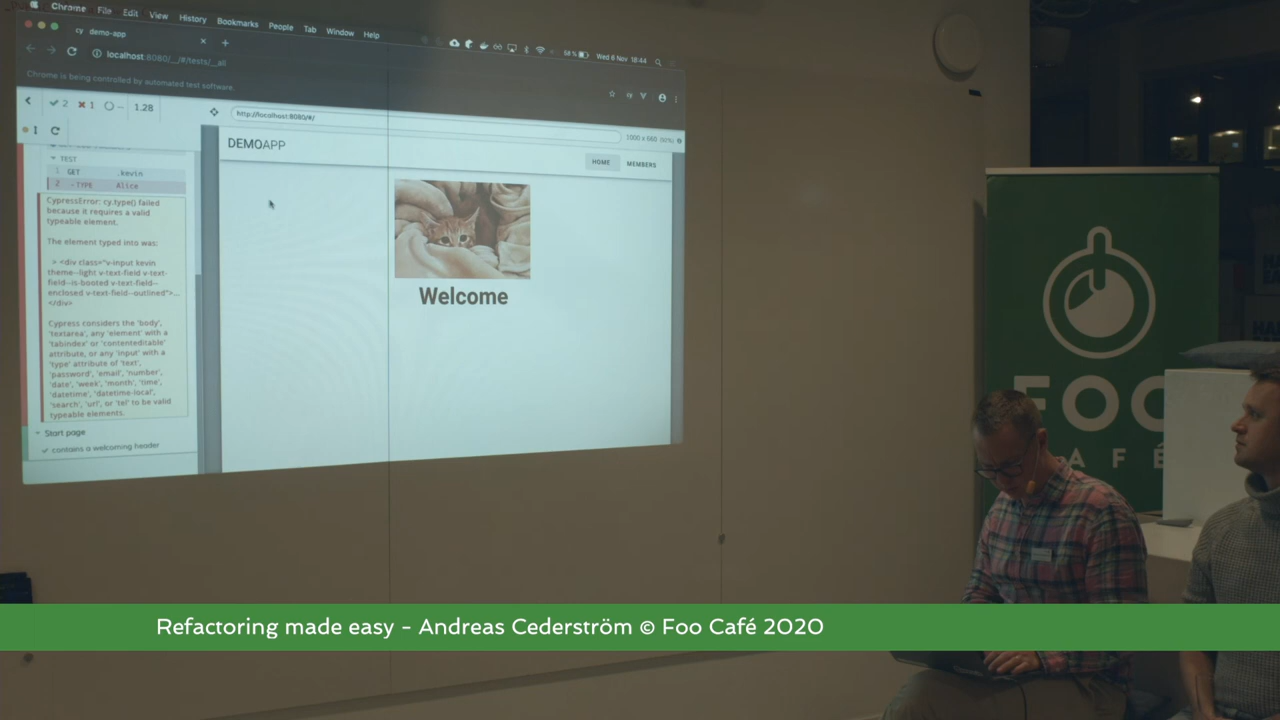 Chrome File Edit View History Bookmarks People Tab Window Help
58 % Wed 6 Nov 18:44
cy demo-app
localhost:8080/__/#/tests/__all
Chrome is being controlled by automated test software.
2 1 -- 1.28
http://localhost:8080/#/
1000 x 660
1
DEMOAPP
HOME MEMBERS
TEST
1 GET .kevin
2 - TYPE Alice
CypressError: cy.type() failed
because it requires a valid
typeable element.
The element typed into was:
> <div class="v-input kevin
theme--light v-text-field v-text-
field--is-booted v-text-field--
enclosed v-text-field--outlined">...
</div>
Cypress considers the 'body',
'textarea', any 'element' with a
'tabindex' or 'contenteditable'
attribute, or any 'input' with a
'type' attribute of 'text',
'password', 'email', 'number',
'date', 'week', 'month', 'time',
'datetime', 'datetime-local',
'search', 'url', or 'tel' to be valid
typeable elements.
Start page
contains a welcoming header
Welcome
FOO
CAFÉ
Refactoring made easy - Andreas Cederström © Foo Café 2020